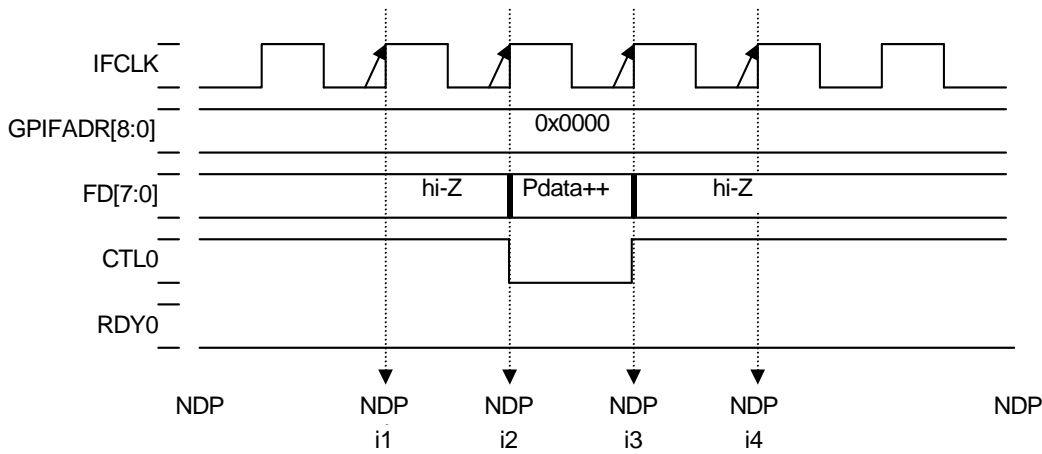 IFCLK
GPIFADR[8:0]
0x0000
FD[7:0]
hi-Z Pdata++ hi-Z
CTL0
RDY0
NDP NDP NDP NDP NDP NDP
i1 i2 i3 i4